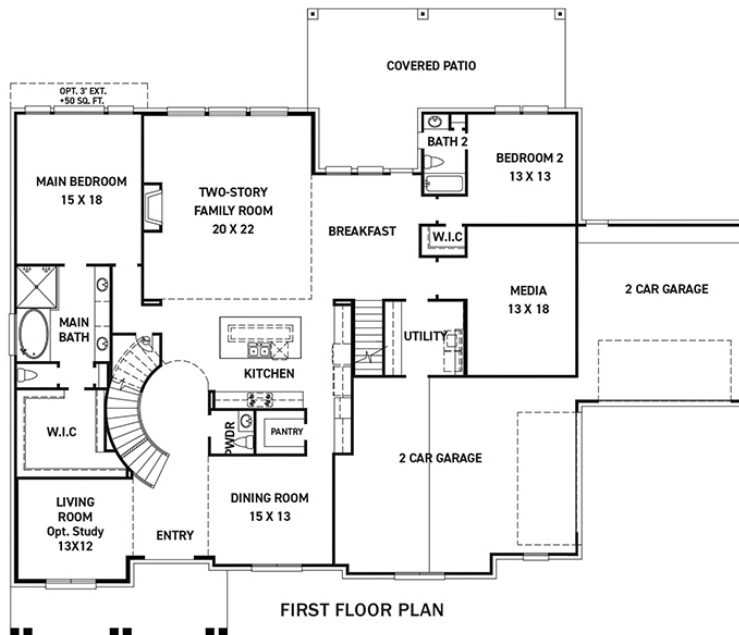 COVERED PATIO
OPT. 3' EXT.
+50 SQ. FT.
BATH 2
BEDROOM 2
13 X 13
MAIN BEDROOM
15 X 18
TWO-STORY
FAMILY ROOM
20 X 22
BREAKFAST
W.I.C
MEDIA
13 X 18
2 CAR GARAGE
MAIN
BATH
UTILITY
KITCHEN
W.I.C
PWDR
PANTRY
2 CAR GARAGE
LIVING
ROOM
Opt. Study
13X12
DINING ROOM
15 X 13
ENTRY
FIRST FLOOR PLAN